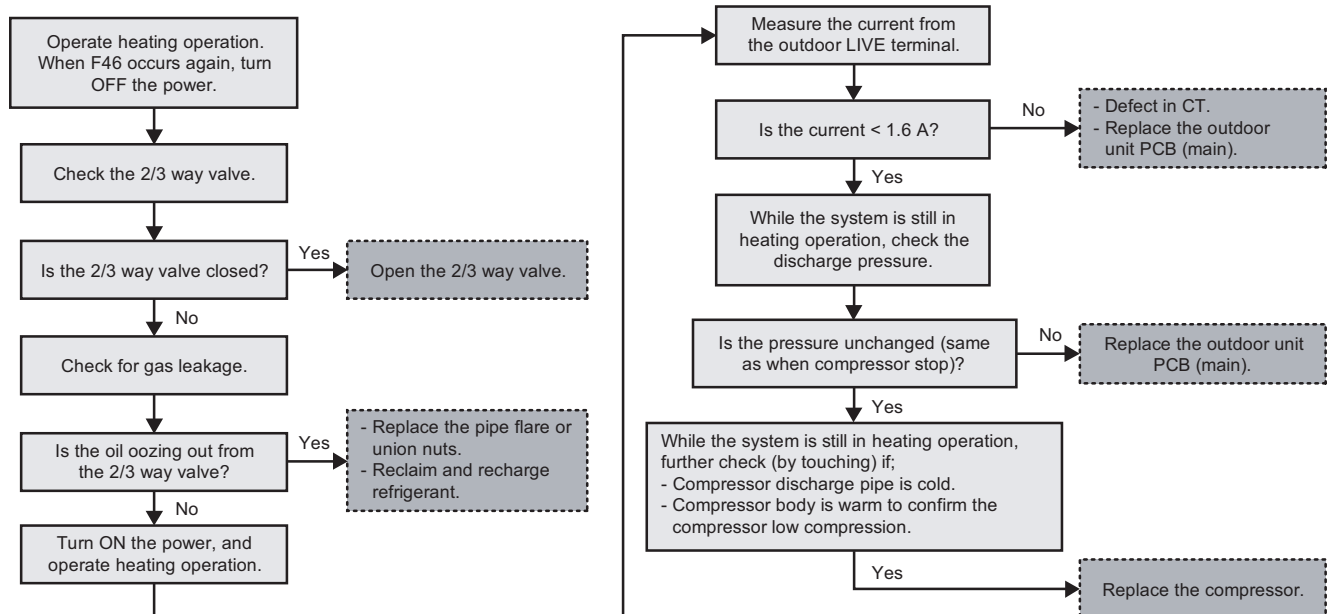 Operate heating operation.
When F46 occurs again, turn
OFF the power.
Check the 2/3 way valve.
Is the 2/3 way valve closed?
Yes
Open the 2/3 way valve.
No
Check for gas leakage.
Is the oil oozing out from
the 2/3 way valve?
Yes
- Replace the pipe flare or
union nuts.
- Reclaim and recharge
refrigerant.
No
Turn ON the power, and
operate heating operation.
Measure the current from
the outdoor LIVE terminal.
Is the current < 1.6 A?
No
- Defect in CT.
- Replace the outdoor
unit PCB (main).
Yes
While the system is still in
heating operation, check the
discharge pressure.
Is the pressure unchanged (same
as when compressor stop)?
No
Replace the outdoor unit
PCB (main).
Yes
While the system is still in heating operation,
further check (by touching) if;
- Compressor discharge pipe is cold.
- Compressor body is warm to confirm the
compressor low compression.
Yes
Replace the compressor.